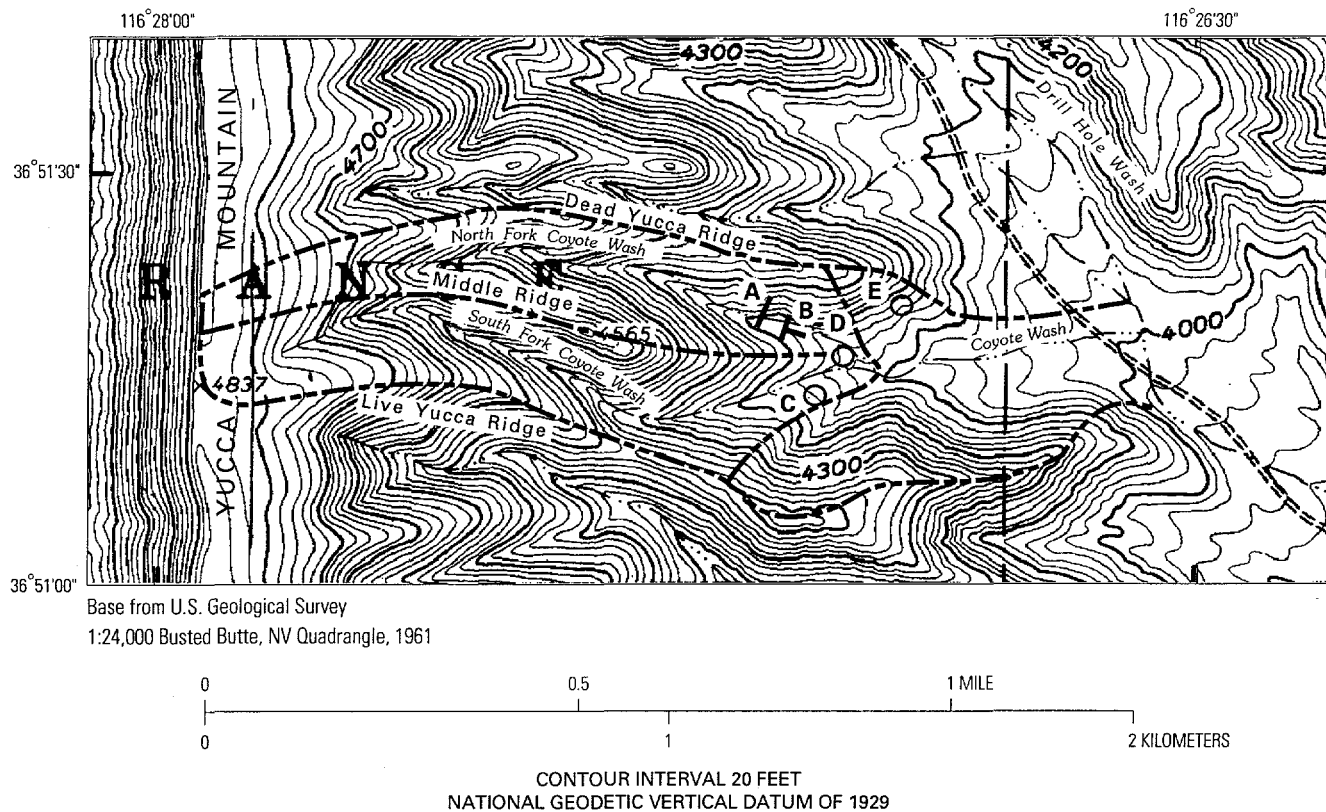 116°28'00"
116°26'30"
36°51'30"
36°51'00"
YUCCA MOUNTAIN
4700
4300
4200
Drill Hole Wash
Dead Yucca Ridge
North Fork Coyote Wash
R A N
Middle Ridge
4565
South Fork Coyote Wash
A
B
D
E
C
Coyote Wash
4000
4837
Live Yucca Ridge
4300
Base from U.S. Geological Survey
1:24,000 Busted Butte, NV Quadrangle, 1961
0 0.5 1 MILE
0 1 2 KILOMETERS
CONTOUR INTERVAL 20 FEET
NATIONAL GEODETIC VERTICAL DATUM OF 1929